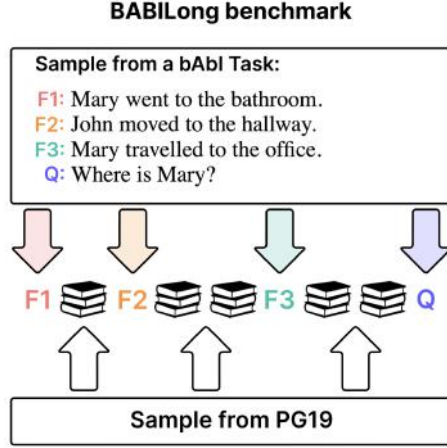 BABILong benchmark
Sample from a bAbI Task:
F1: Mary went to the bathroom.
F2: John moved to the hallway.
F3: Mary travelled to the office.
Q: Where is Mary?
F1 F2 F3 Q
Sample from PG19